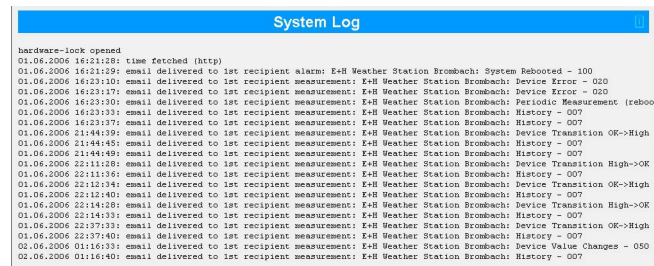 System Log
hardware-lock opened
01.06.2006 16:21:28: time fetched (http)
01.06.2006 16:21:29: email delivered to 1st recipient alarm: E+H Weather Station Brombach: System Rebooted - 100
01.06.2006 16:23:10: email delivered to 1st recipient measurement: E+H Weather Station Brombach: Device Error - 020
01.06.2006 16:23:17: email delivered to 1st recipient measurement: E+H Weather Station Brombach: Device Error - 020
01.06.2006 16:23:30: email delivered to 1st recipient measurement: E+H Weather Station Brombach: Periodic Measurement (reboo
01.06.2006 16:23:33: email delivered to 1st recipient measurement: E+H Weather Station Brombach: History - 007
01.06.2006 16:23:37: email delivered to 1st recipient measurement: E+H Weather Station Brombach: History - 007
01.06.2006 21:44:39: email delivered to 1st recipient measurement: E+H Weather Station Brombach: Device Transition OK->High
01.06.2006 21:44:45: email delivered to 1st recipient measurement: E+H Weather Station Brombach: History - 007
01.06.2006 21:44:49: email delivered to 1st recipient measurement: E+H Weather Station Brombach: History - 007
01.06.2006 22:11:28: email delivered to 1st recipient measurement: E+H Weather Station Brombach: Device Transition High->OK
01.06.2006 22:11:36: email delivered to 1st recipient measurement: E+H Weather Station Brombach: History - 007
01.06.2006 22:12:34: email delivered to 1st recipient measurement: E+H Weather Station Brombach: Device Transition OK->High
01.06.2006 22:12:40: email delivered to 1st recipient measurement: E+H Weather Station Brombach: History - 007
01.06.2006 22:14:28: email delivered to 1st recipient measurement: E+H Weather Station Brombach: Device Transition High->OK
01.06.2006 22:14:33: email delivered to 1st recipient measurement: E+H Weather Station Brombach: History - 007
01.06.2006 22:37:33: email delivered to 1st recipient measurement: E+H Weather Station Brombach: Device Transition OK->High
01.06.2006 22:37:40: email delivered to 1st recipient measurement: E+H Weather Station Brombach: History - 007
02.06.2006 01:16:33: email delivered to 1st recipient measurement: E+H Weather Station Brombach: Device Value Changes - 050
02.06.2006 01:16:40: email delivered to 1st recipient measurement: E+H Weather Station Brombach: History - 007